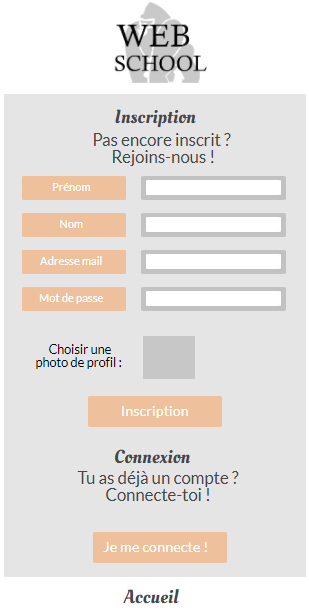 WEB
SCHOOL
Inscription
Pas encore inscrit ?
Rejoins-nous !
Prénom
Nom
Adresse mail
Mot de passe
Choisir une
photo de profil :
Inscription
Connexion
Tu as déjà un compte ?
Connecte-toi !
Je me connecte !
Accueil